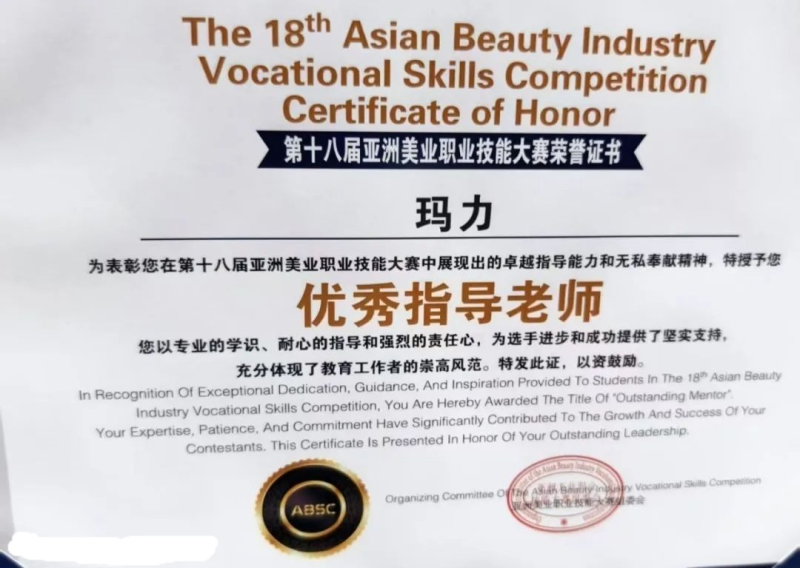 The 18th Asian Beauty Industry
Vocational Skills Competition
Certificate of Honor
第十八届亚洲美业职业技能大赛荣誉证书
玛力
为表彰您在第十八届亚洲美业职业技能大赛中展现出的卓越指导能力和无私奉献精神，特授予您
优秀指导老师
您以专业的学识、耐心的指导和强烈的责任心，为选手进步和成功提供了坚实支持，
充分体现了教育工作者的崇高风范。特发此证，以资鼓励。
In Recognition Of Exceptional Dedication, Guidance, And Inspiration Provided To Students In The 18th Asian Beauty
Industry Vocational Skills Competition, You Are Hereby Awarded The Title Of "Outstanding Mentor".
Your Expertise, Patience, And Commitment Have Significantly Contributed To The Growth And Success Of Your
Contestants. This Certificate Is Presented In Honor Of Your Outstanding Leadership.
ABSC
Organizing Committee Of The Asian Beauty Industry Vocational Skills Competition
亚洲美业职业技能大赛组委会